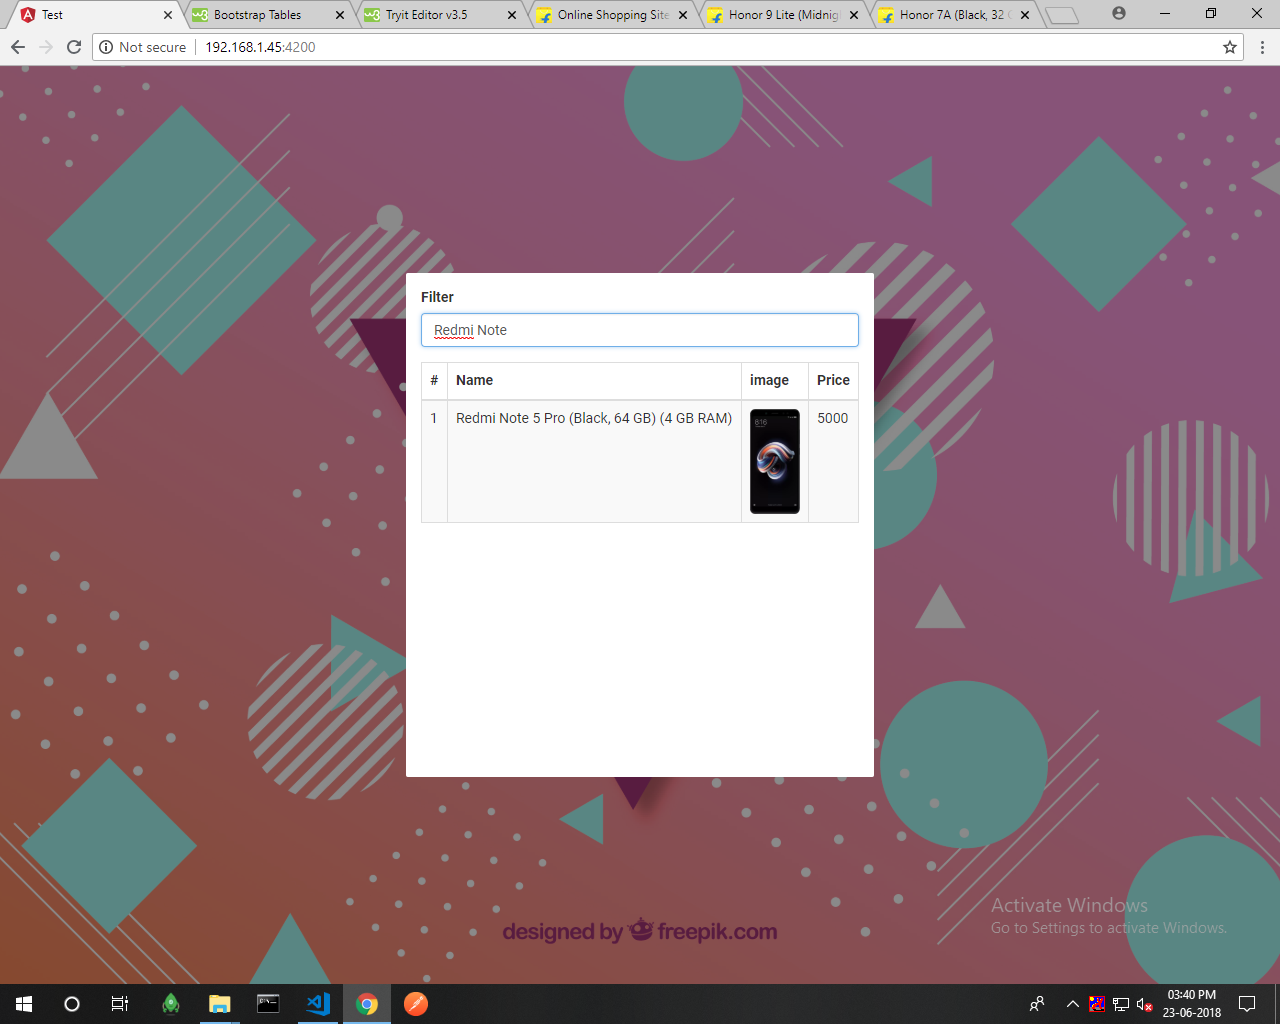 Test
Bootstrap Tables
Tryit Editor v3.5
Online Shopping Site
Honor 9 Lite (Midnig
Honor 7A (Black, 32
Not secure
192.168.1.45:4200
Filter
Redmi Note
# Name image Price
1 Redmi Note 5 Pro (Black, 64 GB) (4 GB RAM) 5000
designed by freepik.com
Activate Windows
Go to Settings to activate Windows.
03:40 PM
23-06-2018